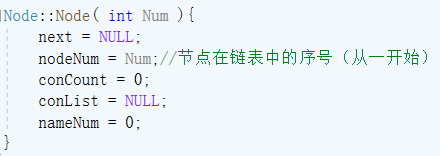 Node::Node( int Num ){
next = NULL;
nodeNum = Num;//节点在链表中的序号（从一开始）
conCount = 0;
conList = NULL;
nameNum = 0;
}